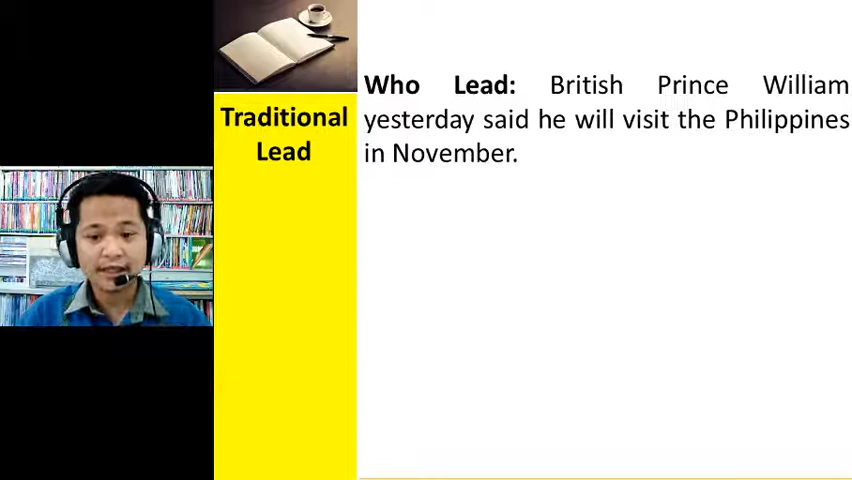 Traditional
Lead
Who Lead: British Prince William
yesterday said he will visit the Philippines
in November.